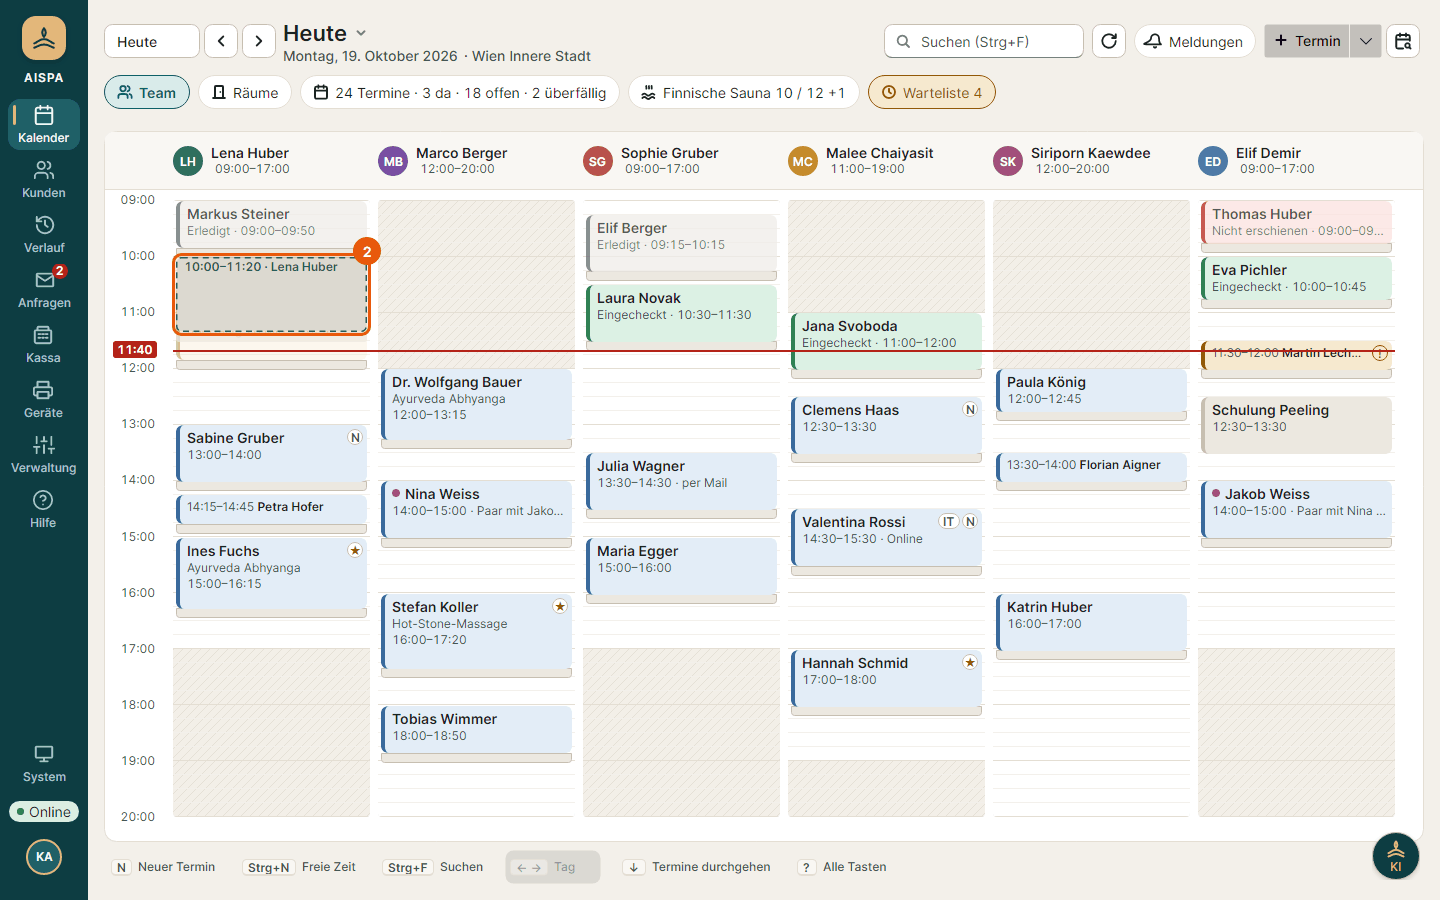 AISPA
Kalender
Kunden
Verlauf
2
Anfragen
Kassa
Geräte
Verwaltung
Hilfe
System
Online
KA
Heute
Heute
Montag, 19. Oktober 2026 · Wien Innere Stadt
Suchen (Strg+F)
Meldungen
+ Termin
Team
Räume
24 Termine · 3 da · 18 offen · 2 überfällig
Finnische Sauna 10 / 12 +1
Warteliste 4
LH
Lena Huber
09:00–17:00
MB
Marco Berger
12:00–20:00
SG
Sophie Gruber
09:00–17:00
MC
Malee Chaiyasit
11:00–19:00
SK
Siriporn Kaewdee
12:00–20:00
ED
Elif Demir
09:00–17:00
09:00
10:00
11:00
11:40
12:00
13:00
14:00
15:00
16:00
17:00
18:00
19:00
20:00
Markus Steiner
Erledigt · 09:00–09:50
2
10:00–11:20 · Lena Huber
Sabine Gruber
N
13:00–14:00
14:15–14:45 Petra Hofer
Ines Fuchs
Ayurveda Abhyanga
15:00–16:15
Dr. Wolfgang Bauer
Ayurveda Abhyanga
12:00–13:15
Nina Weiss
14:00–15:00 · Paar mit Jako...
Stefan Koller
Hot-Stone-Massage
16:00–17:20
Tobias Wimmer
18:00–18:50
Elif Berger
Erledigt · 09:15–10:15
Laura Novak
Eingecheckt · 10:30–11:30
Julia Wagner
13:30–14:30 · per Mail
Maria Egger
15:00–16:00
Jana Svoboda
Eingecheckt · 11:00–12:00
Clemens Haas
N
12:30–13:30
Valentina Rossi
IT
N
14:30–15:30 · Online
Hannah Schmid
17:00–18:00
Paula König
12:00–12:45
13:30–14:00 Florian Aigner
Katrin Huber
16:00–17:00
Thomas Huber
Nicht erschienen · 09:00–09...
Eva Pichler
Eingecheckt · 10:00–10:45
11:30–12:00 Martin Lech...
Schulung Peeling
12:30–13:30
Jakob Weiss
14:00–15:00 · Paar mit Nina ...
N Neuer Termin
Strg+N Freie Zeit
Strg+F Suchen
← → Tag
↓ Termine durchgehen
? Alle Tasten
KI